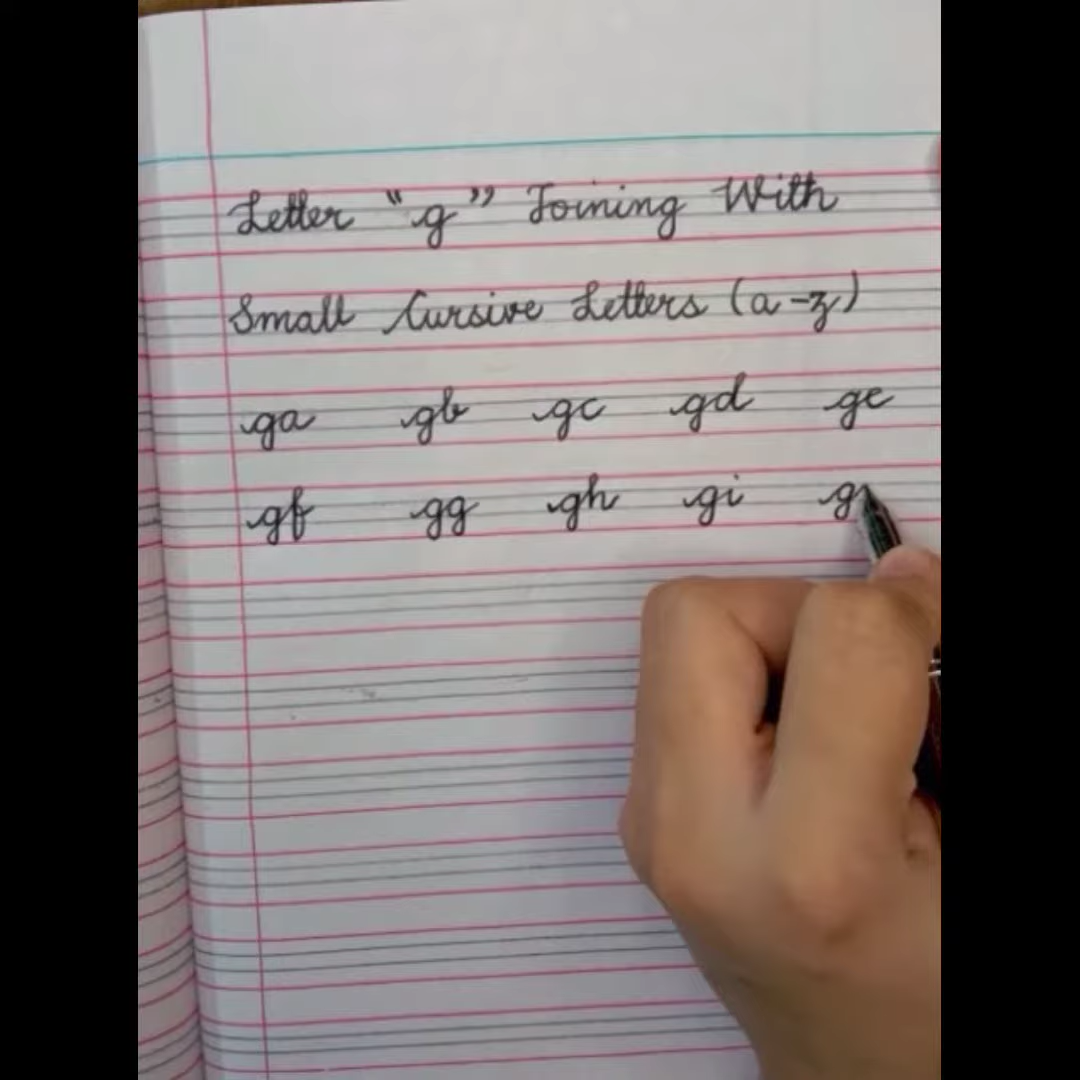 Letter “g” Joining With
Small Cursive Letters (a-z)
ga gb gc gd ge
gf gg gh gi g